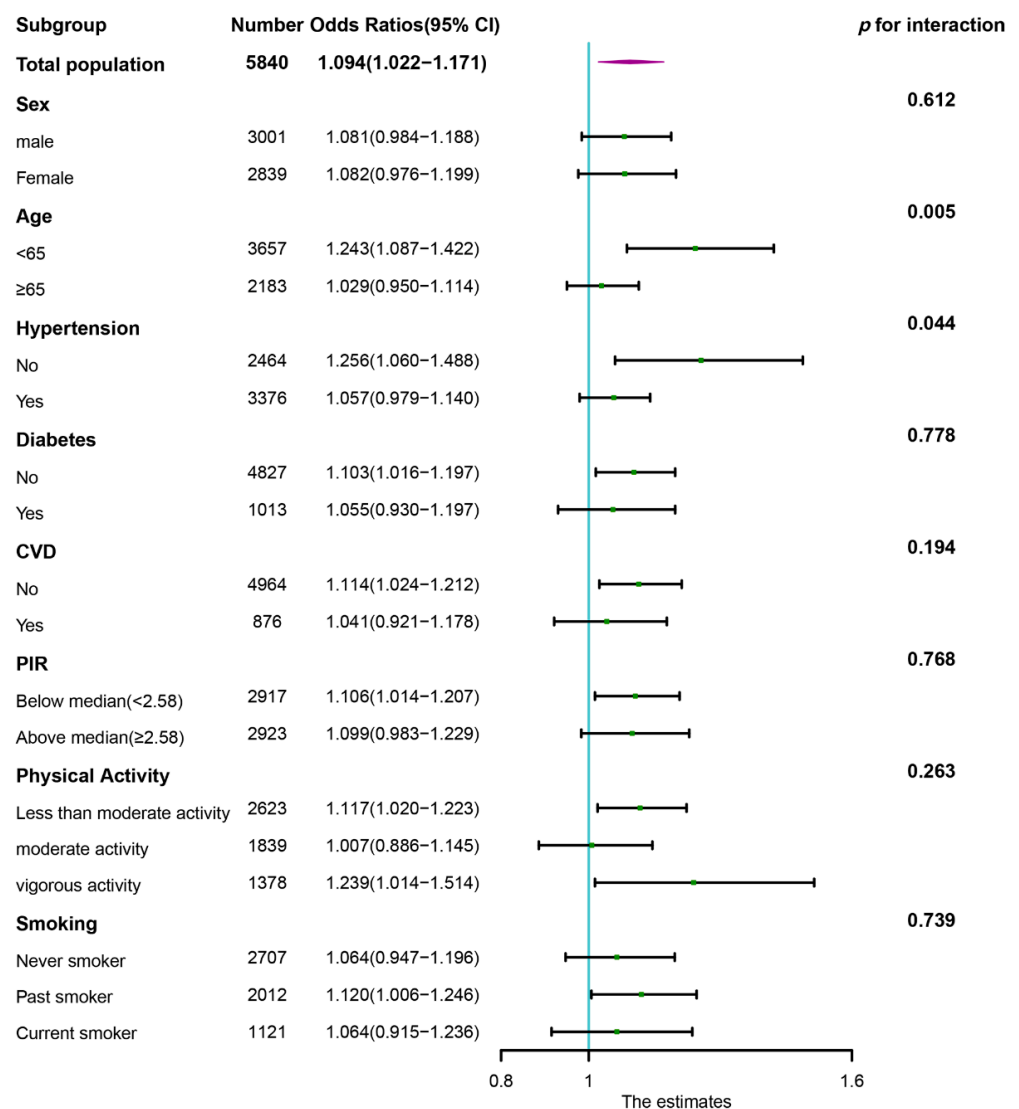 Subgroup Number Odds Ratios(95% CI) p for interaction
Total population 5840 1.094(1.022−1.171)
Sex 0.612
male 3001 1.081(0.984−1.188)
Female 2839 1.082(0.976−1.199)
Age 0.005
<65 3657 1.243(1.087−1.422)
≥65 2183 1.029(0.950−1.114)
Hypertension 0.044
No 2464 1.256(1.060−1.488)
Yes 3376 1.057(0.979−1.140)
Diabetes 0.778
No 4827 1.103(1.016−1.197)
Yes 1013 1.055(0.930−1.197)
CVD 0.194
No 4964 1.114(1.024−1.212)
Yes 876 1.041(0.921−1.178)
PIR 0.768
Below median(<2.58) 2917 1.106(1.014−1.207)
Above median(≥2.58) 2923 1.099(0.983−1.229)
Physical Activity 0.263
Less than moderate activity 2623 1.117(1.020−1.223)
moderate activity 1839 1.007(0.886−1.145)
vigorous activity 1378 1.239(1.014−1.514)
Smoking 0.739
Never smoker 2707 1.064(0.947−1.196)
Past smoker 2012 1.120(1.006−1.246)
Current smoker 1121 1.064(0.915−1.236)
0.8 1 1.6
The estimates